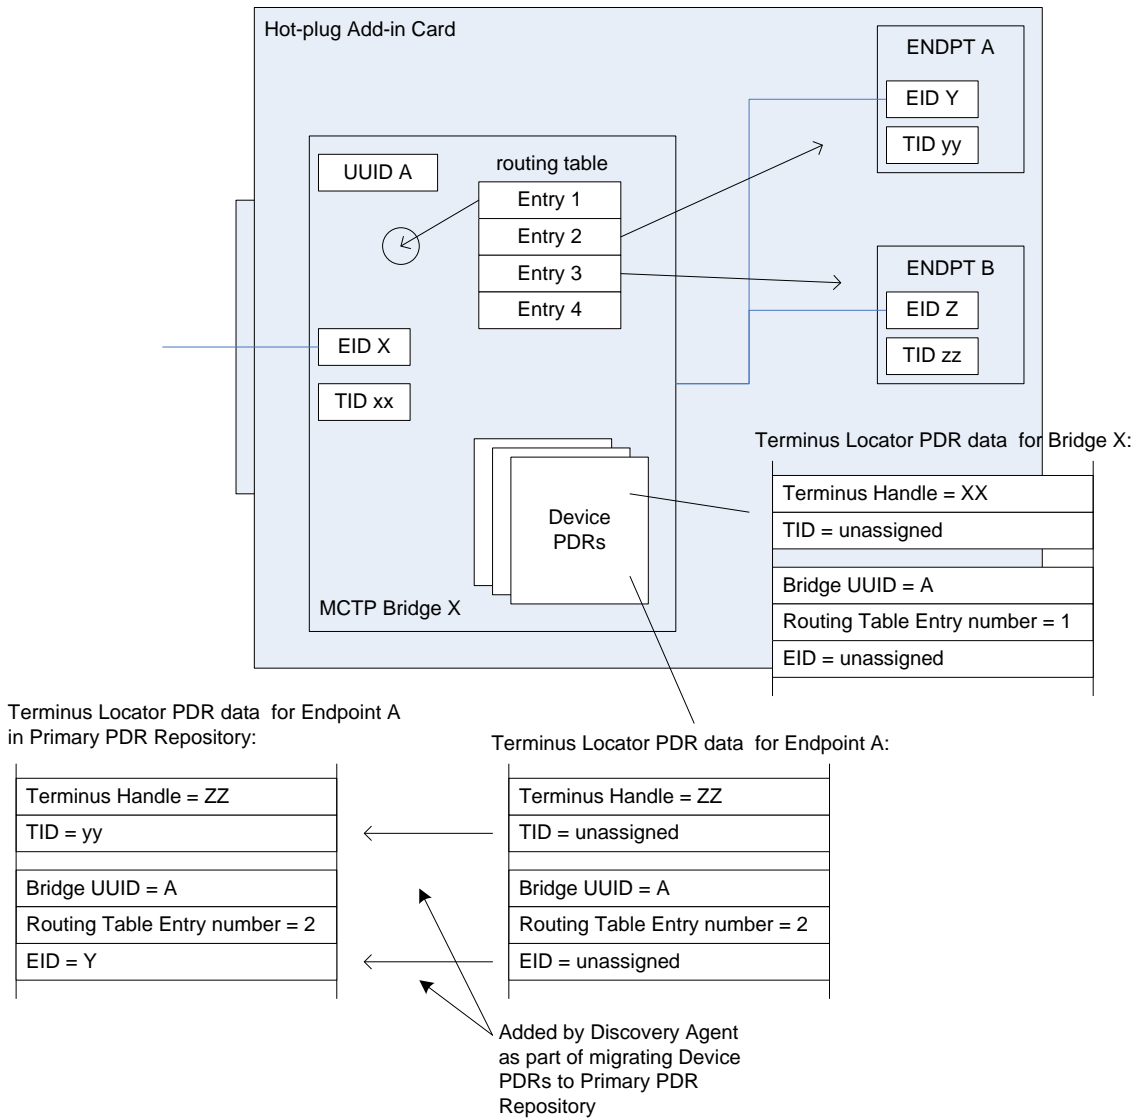 Hot-plug Add-in Card
ENDPT A
EID Y
TID yy
UUID A
routing table
Entry 1
Entry 2
Entry 3
Entry 4
ENDPT B
EID Z
TID zz
EID X
TID xx
Device
PDRs
MCTP Bridge X
Terminus Locator PDR data for Bridge X:
Terminus Handle = XX
TID = unassigned
Bridge UUID = A
Routing Table Entry number = 1
EID = unassigned
Terminus Locator PDR data for Endpoint A
in Primary PDR Repository:
Terminus Handle = ZZ
TID = yy
Bridge UUID = A
Routing Table Entry number = 2
EID = Y
Terminus Locator PDR data for Endpoint A:
Terminus Handle = ZZ
TID = unassigned
Bridge UUID = A
Routing Table Entry number = 2
EID = unassigned
Added by Discovery Agent
as part of migrating Device
PDRs to Primary PDR
Repository